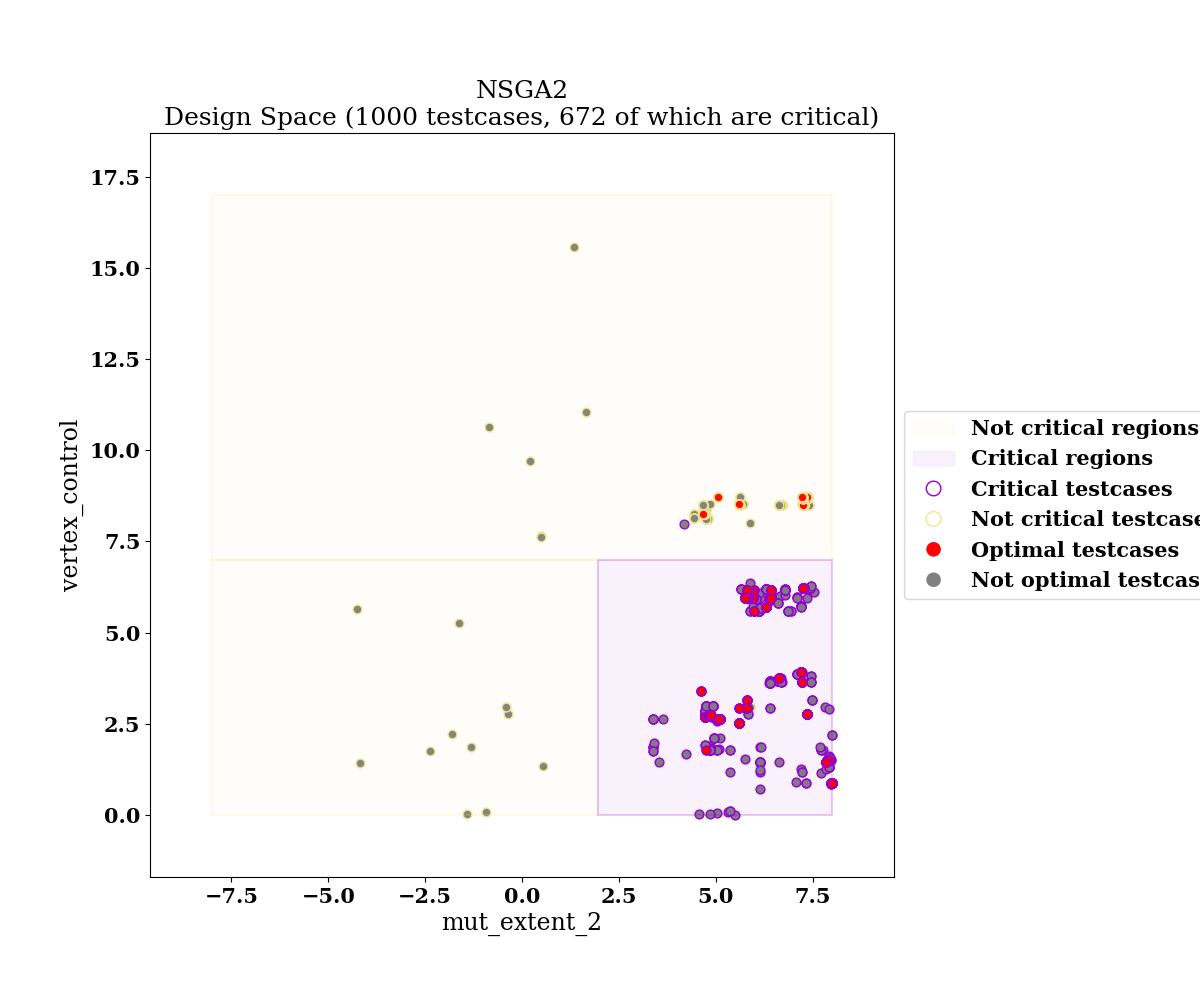 NSGA2
Design Space (1000 testcases, 672 of which are critical)
17.5
15.0
12.5
10.0
7.5
5.0
2.5
0.0
vertex_control
−7.5
−5.0
−2.5
0.0
2.5
5.0
7.5
mut_extent_2
Not critical regions
Critical regions
Critical testcases
Not critical testcase
Optimal testcases
Not optimal testcas